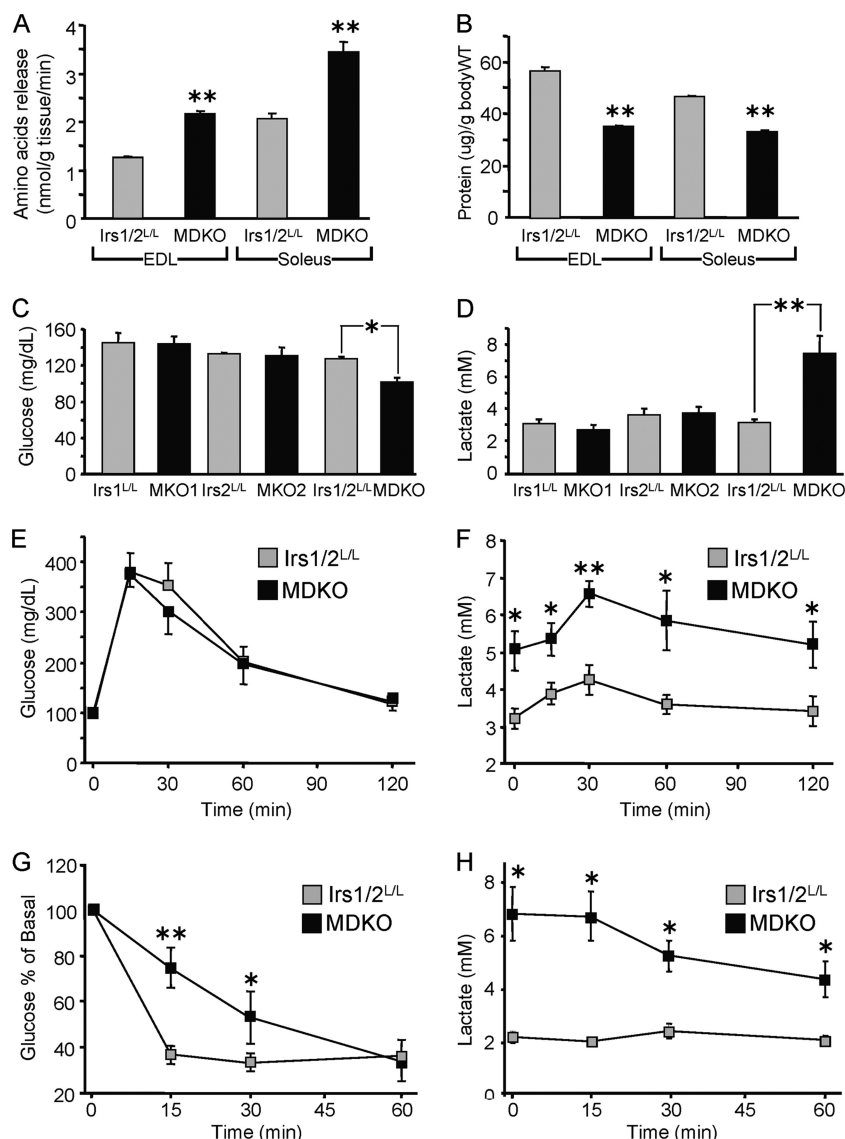 A
Amino acids release
(nmol/g tissue/min)
4
3
2
1
0
**
**
Irs1/2L/L MDKO Irs1/2L/L MDKO
EDL Soleus
B
Protein (ug)/g bodyWT
80
60
40
20
0
**
**
Irs1/2L/L MDKO Irs1/2L/L MDKO
EDL Soleus
C
Glucose (mg/dL)
160
120
80
40
0
*
Irs1L/L MKO1 Irs2L/L MKO2 Irs1/2L/L MDKO
D
Lactate (mM)
8
6
4
2
0
**
Irs1L/L MKO1 Irs2L/L MKO2 Irs1/2L/L MDKO
E
Glucose (mg/dL)
400
300
200
100
0
Irs1/2L/L
MDKO
0 30 60 90 120
Time (min)
F
Lactate (mM)
8
7
6
5
4
3
2
Irs1/2L/L
MDKO
* * ** * *
0 30 60 90 120
Time (min)
G
Glucose % of Basal
120
100
80
60
40
20
Irs1/2L/L
MDKO
** *
0 15 30 45 60
Time (min)
H
Lactate (mM)
8
6
4
2
0
Irs1/2L/L
MDKO
* * * *
0 15 30 45 60
Time (min)